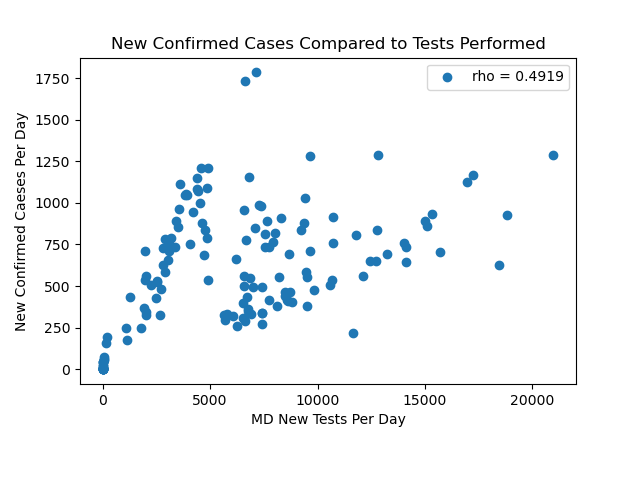 New Confirmed Cases Compared to Tests Performed
rho = 0.4919
1750
1500
1250
1000
750
500
250
0
New Confirmed Caeses Per Day
0 5000 10000 15000 20000
MD New Tests Per Day